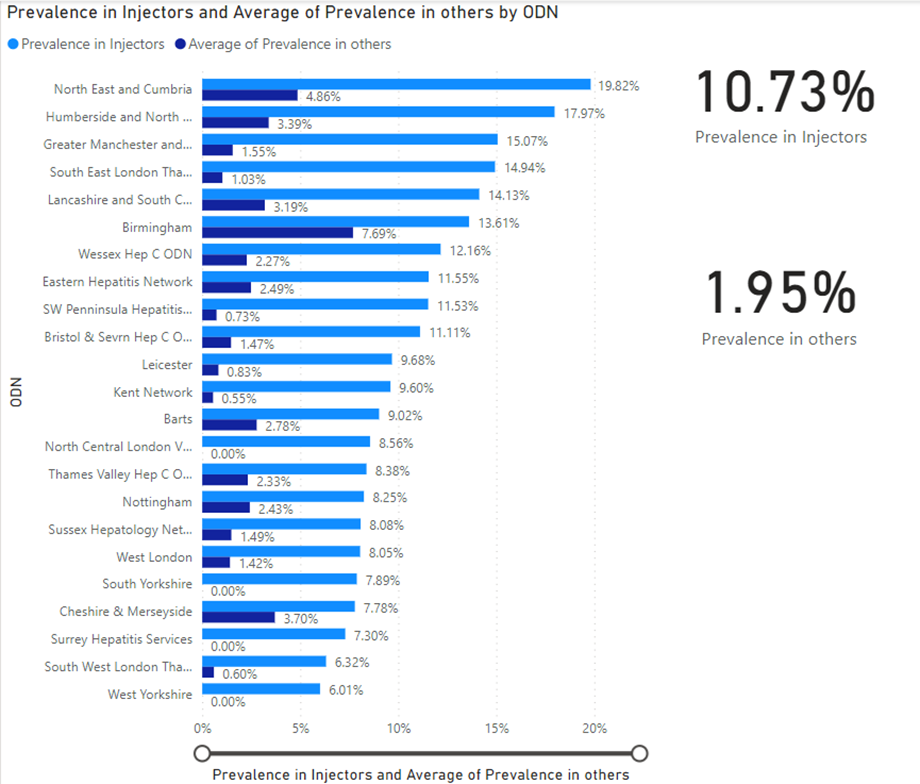 Prevalence in Injectors and Average of Prevalence in others by ODN
Prevalence in Injectors Average of Prevalence in others
North East and Cumbria 19.82%
4.86%
Humberside and North ... 17.97%
3.39%
Greater Manchester and... 15.07%
1.55%
South East London Tha... 14.94%
1.03%
Lancashire and South C... 14.13%
3.19%
Birmingham 13.61%
7.69%
Wessex Hep C ODN 12.16%
2.27%
Eastern Hepatitis Network 11.55%
2.49%
SW Penninsula Hepatitis... 11.53%
0.73%
Bristol & Sevrn Hep C O... 11.11%
1.47%
Leicester 9.68%
0.83%
Kent Network 9.60%
0.55%
Barts 9.02%
2.78%
North Central London V... 8.56%
0.00%
Thames Valley Hep C O... 8.38%
2.33%
Nottingham 8.25%
2.43%
Sussex Hepatology Net... 8.08%
1.49%
West London 8.05%
1.42%
South Yorkshire 7.89%
0.00%
Cheshire & Merseyside 7.78%
3.70%
Surrey Hepatitis Services 7.30%
0.00%
South West London Tha... 6.32%
0.60%
West Yorkshire 6.01%
0.00%
ODN
0% 5% 10% 15% 20%
Prevalence in Injectors and Average of Prevalence in others
10.73%
Prevalence in Injectors
1.95%
Prevalence in others